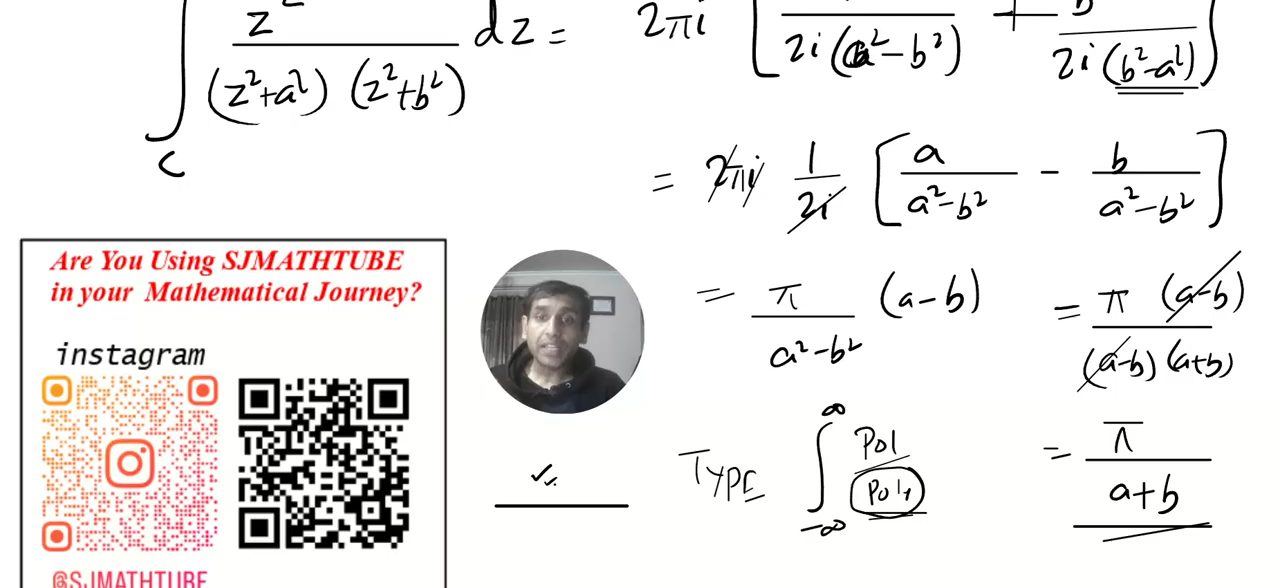 ∫_C z²/((z²+a²) (z²+b²)) dz = 2πi [ /(2i(a²-b²)) + b/(2i(b²-a²)) ]
= 2πi 1/2i [ a/(a²-b²) - b/(a²-b²) ]
= π/(a²-b²) (a-b) = π (a-b)/((a-b)(a+b))
= π/(a+b)
TYPE ∫_-∞^∞ Pol/Poly
Are You Using SJMATHTUBE
in your Mathematical Journey?
instagram
@SJMATHTUBE